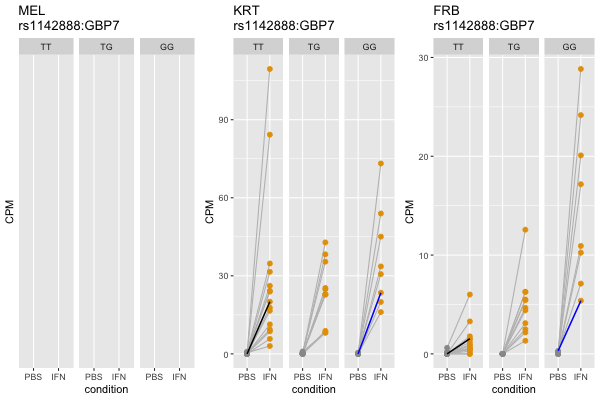 MEL
rs1142888:GBP7
TT TG GG
CPM
PBS IFN PBS IFN PBS IFN
condition
KRT
rs1142888:GBP7
TT TG GG
90
60
30
0
CPM
PBS IFN PBS IFN PBS IFN
condition
FRB
rs1142888:GBP7
TT TG GG
30
20
10
0
CPM
PBS IFN PBS IFN PBS IFN
condition